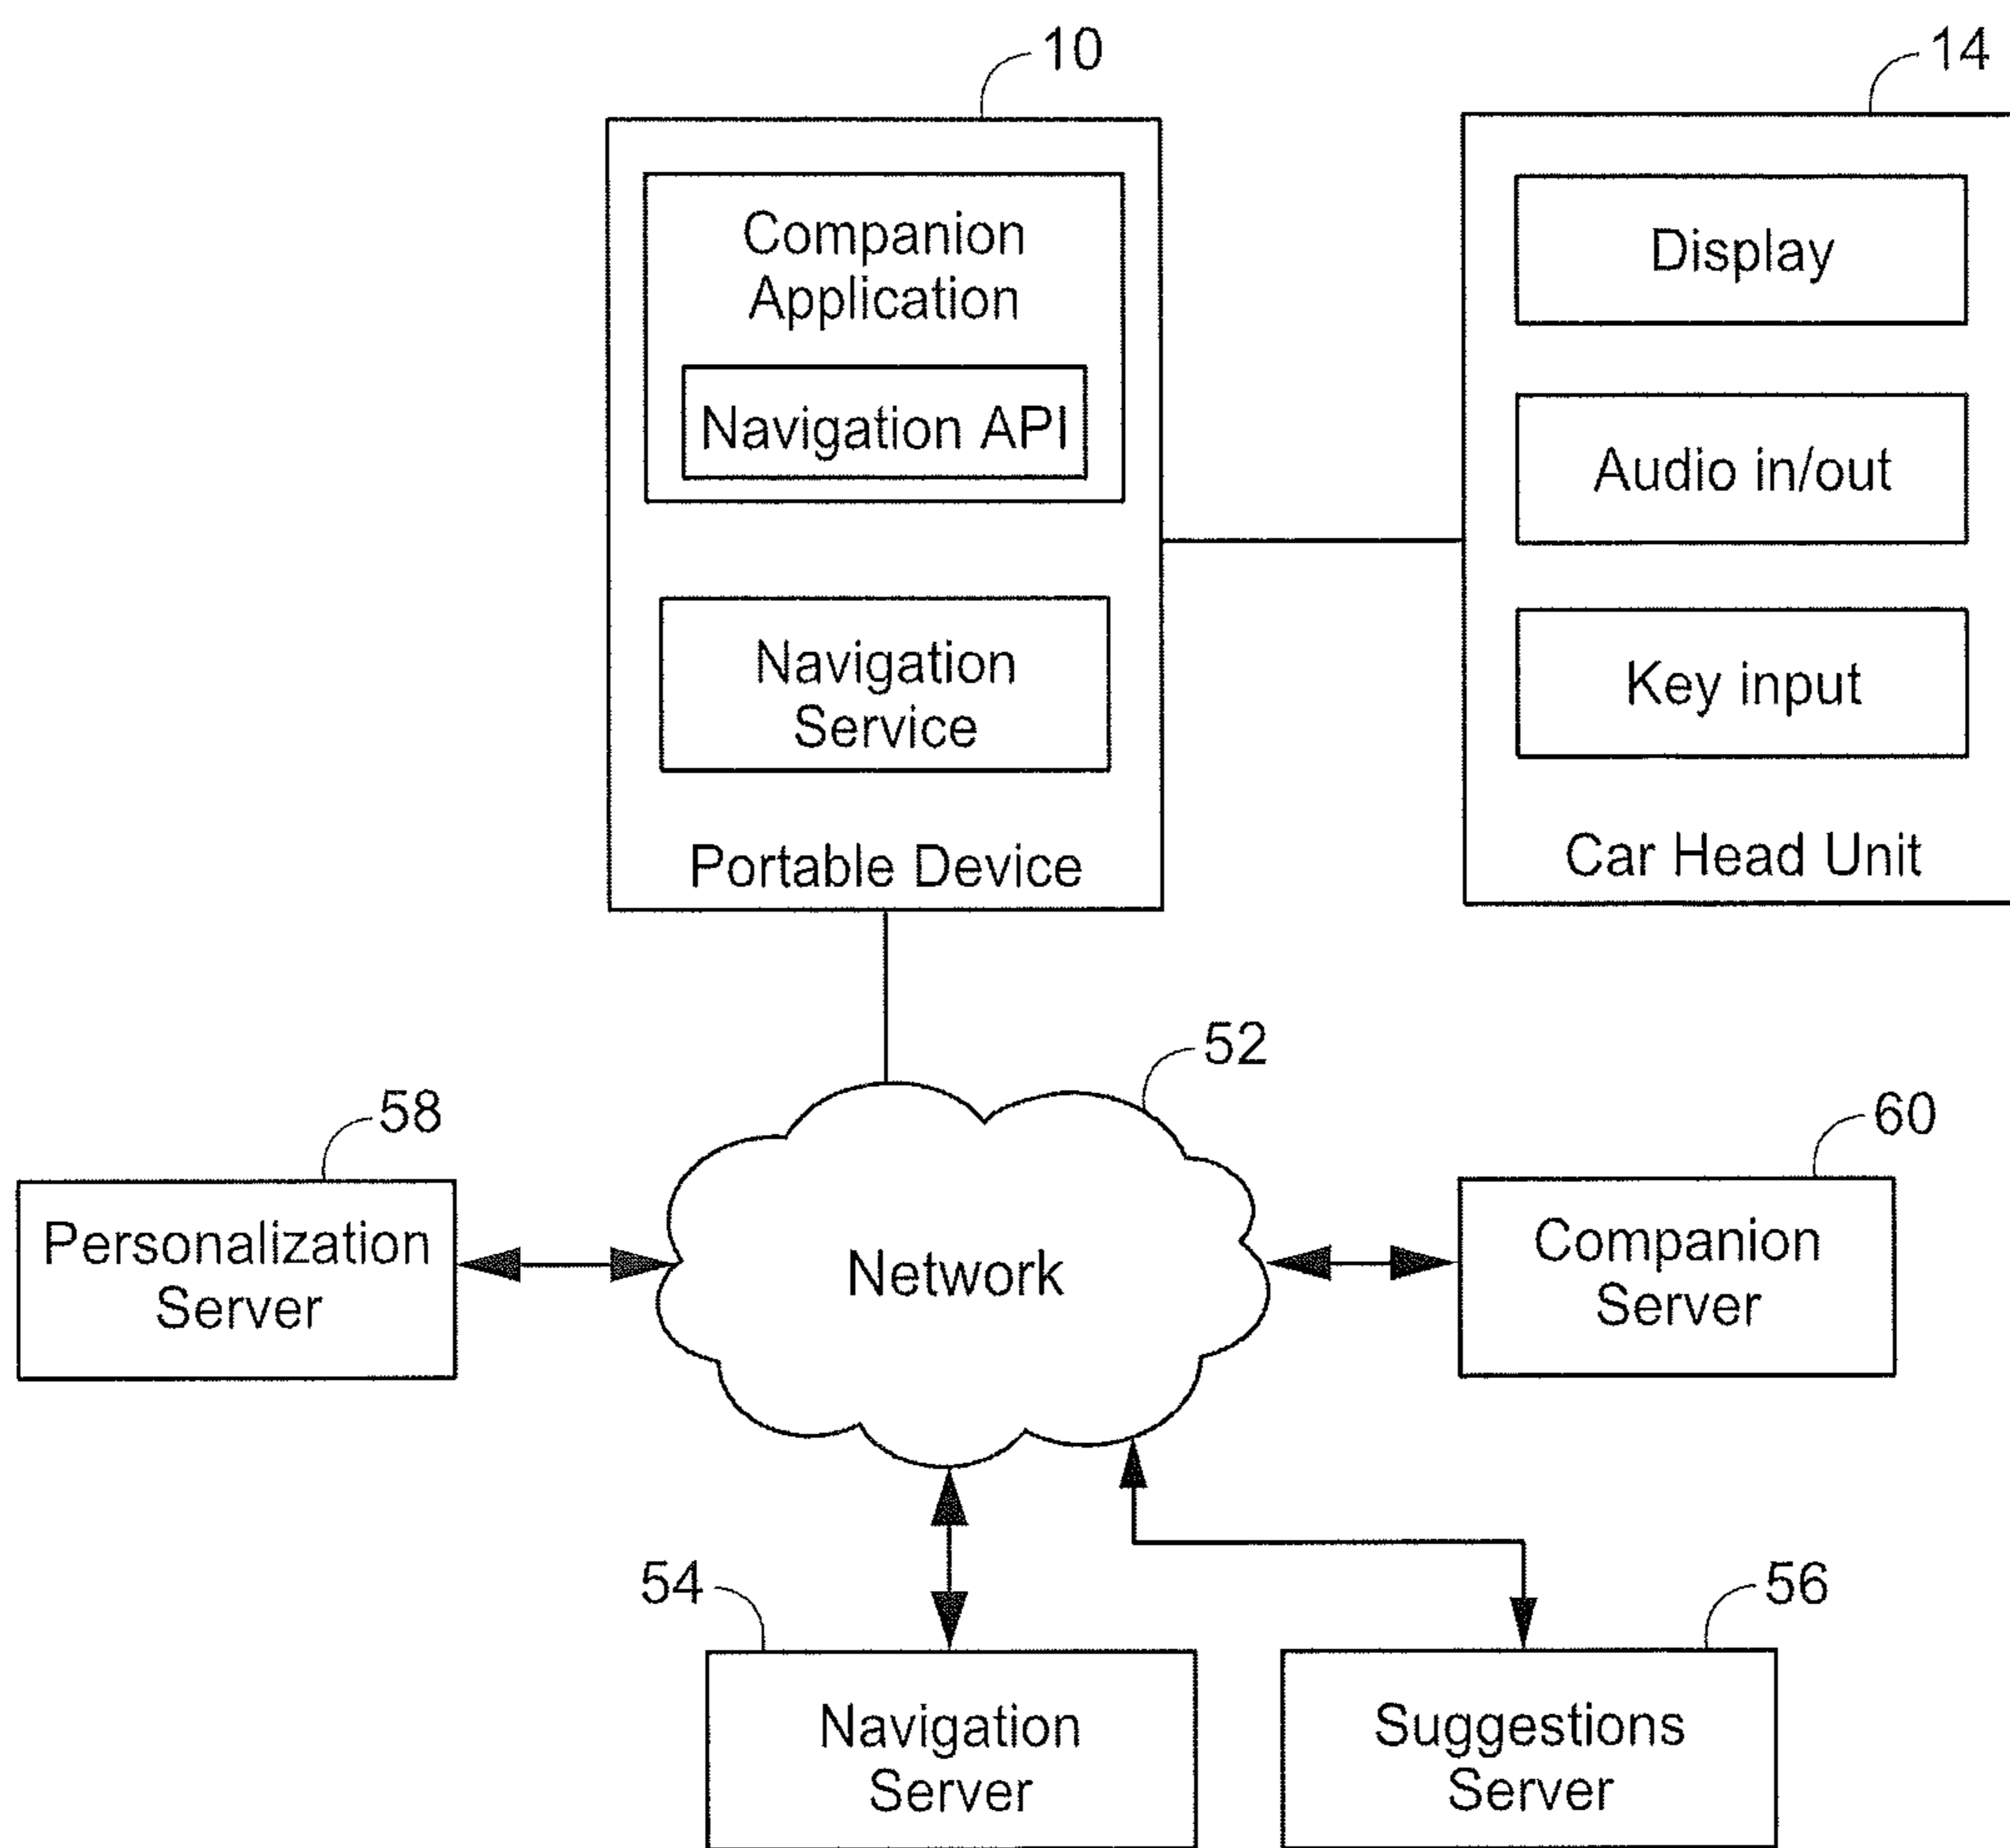 10
14
Companion
Application
Navigation API
Navigation
Service
Portable Device
Display
Audio in/out
Key input
Car Head Unit
52
58
60
Personalization
Server
Network
Companion
Server
54
56
Navigation
Server
Suggestions
Server